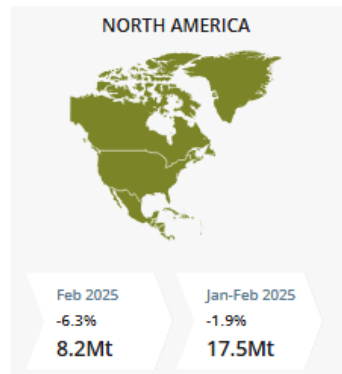 NORTH AMERICA
Feb 2025
-6.3%
8.2Mt
Jan-Feb 2025
-1.9%
17.5Mt